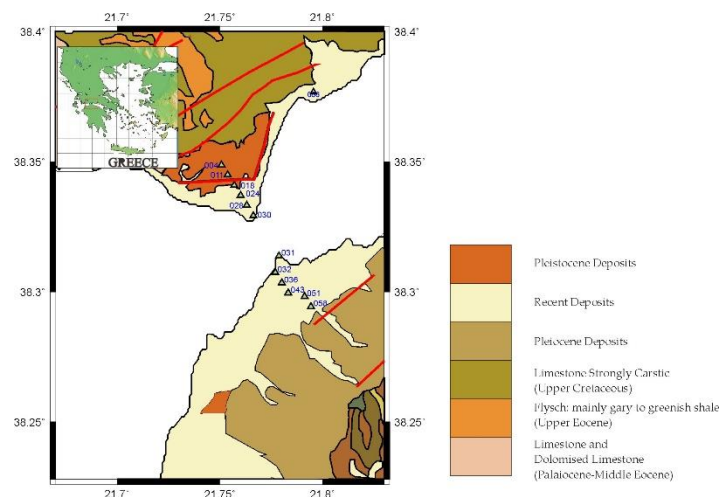 21.7° 21.75° 21.8°
38.4° 38.4°
38.35° 38.35°
38.3° 38.3°
38.25° 38.25°
21.7° 21.75° 21.8°
GREECE
004
011
018
024
028
030
031
032
036
043
051
058
Pleistocene Deposits
Recent Deposits
Pleiocene Deposits
Limestone Strongly Carstic
(Upper Cretaceous)
Flysch: mainly gary to greenish shale
(Upper Eocene)
Limestone and
Dolomised Limestone
(Palaiocene-Middle Eocene)